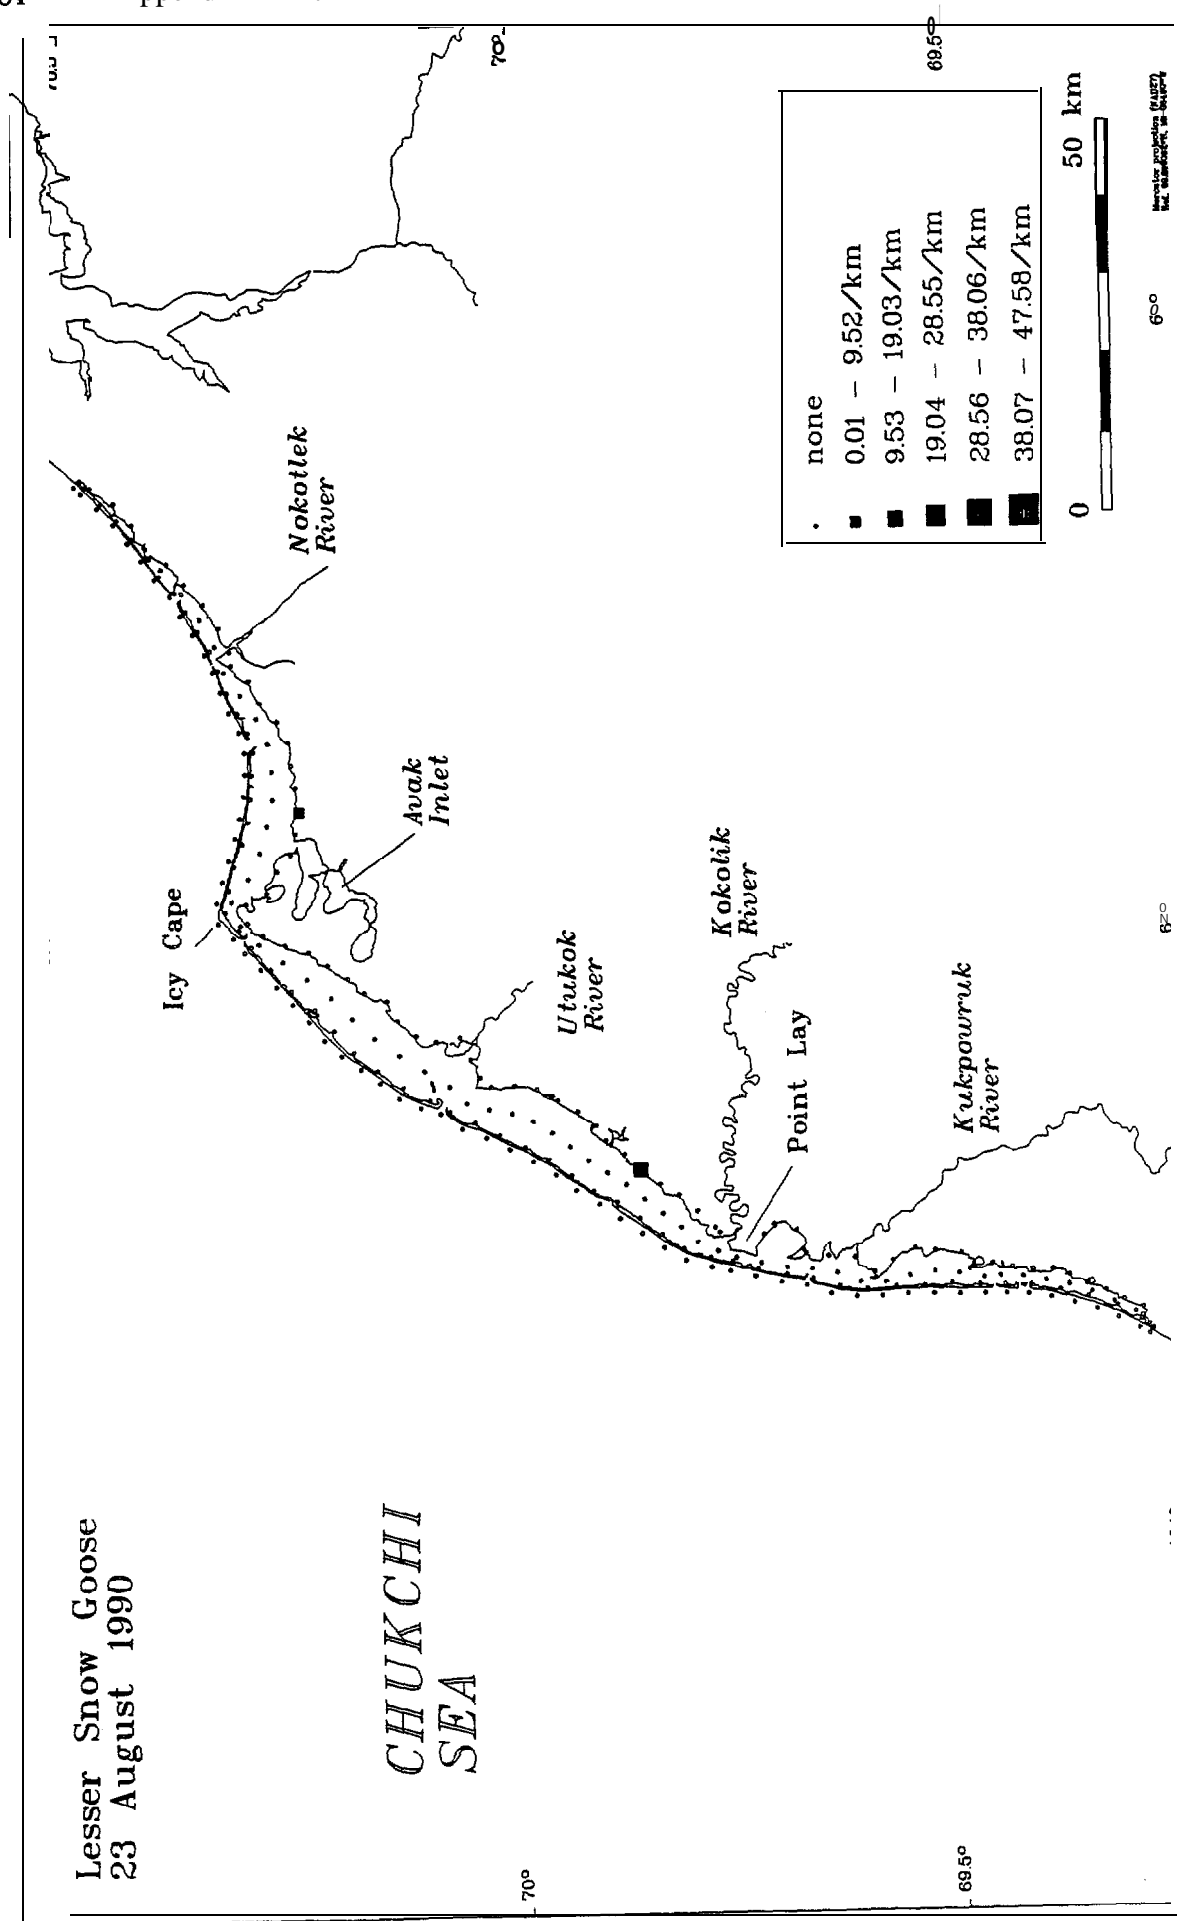 Lesser Snow Goose
23 August 1990
CHUKCHI
SEA
Icy Cape
Nokotlek
River
Avak
Inlet
Utukok
River
Kokolik
River
Point Lay
Kukpowruk
River
none
0.01 - 9.52/km
9.53 - 19.03/km
19.04 - 28.55/km
28.56 - 38.06/km
38.07 - 47.58/km
0 50 km
70°
69.5°
70°
69.5°
Mercator projection (NAD27)